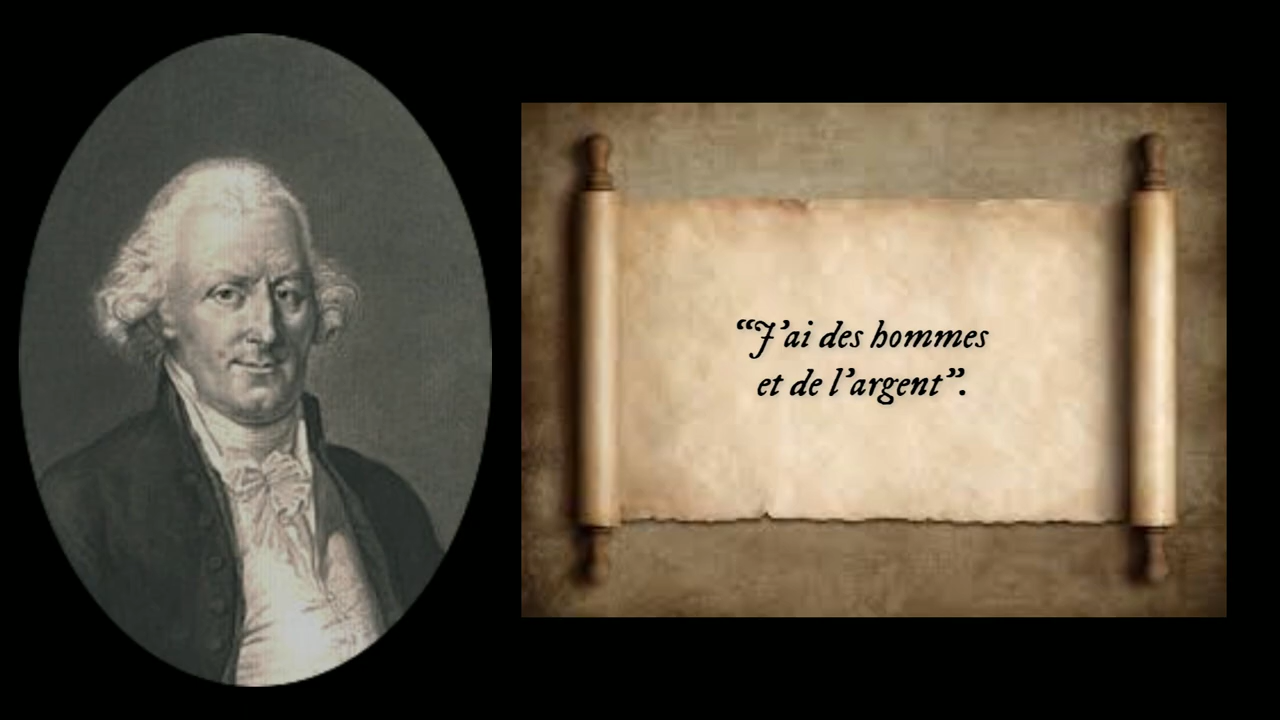 “J’ai des hommes
et de l’argent”.